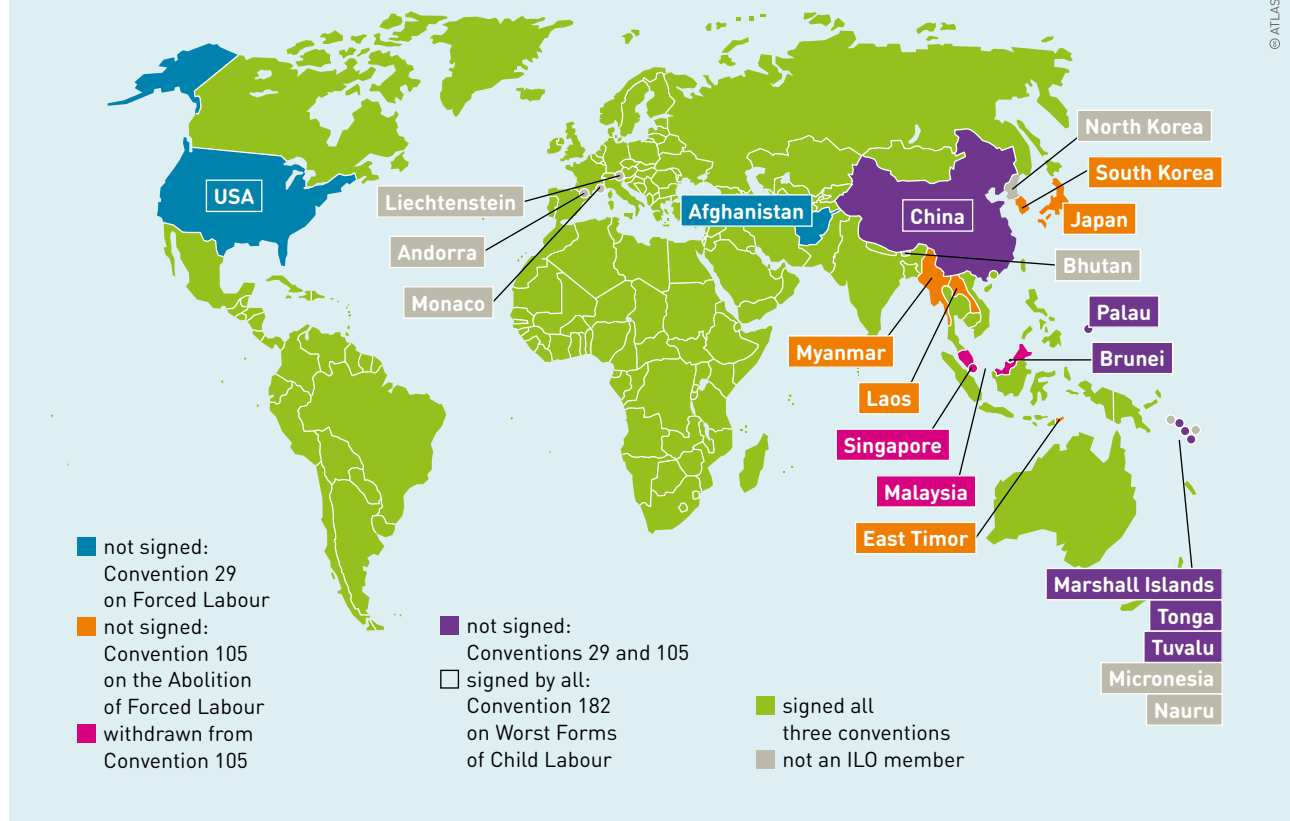 © ATLAS
North Korea
South Korea
USA
Liechtenstein
Afghanistan
China
Japan
Andorra
Bhutan
Monaco
Palau
Myanmar
Brunei
Laos
Singapore
Malaysia
East Timor
Marshall Islands
Tonga
Tuvalu
Micronesia
Nauru
not signed:
Convention 29
on Forced Labour
not signed:
Convention 105
on the Abolition
of Forced Labour
withdrawn from
Convention 105
not signed:
Conventions 29 and 105
signed by all:
Convention 182
on Worst Forms
of Child Labour
signed all
three conventions
not an ILO member